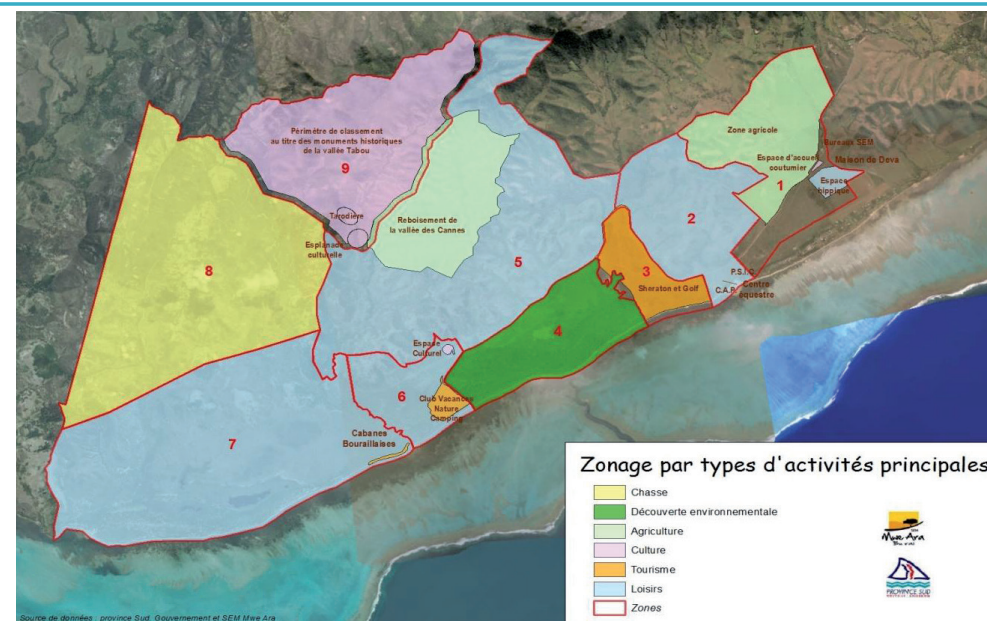 Périmètre de classement
au titre des monuments historiques
de la vallée Tabou
9
Tarodière
Esplanade
culturelle
Reboisement de
la vallée des Cannes
Zone agricole
Bureaux SEM
Espace d'accueil
coutumier
Maison de Deva
1
Espace
hippique
2
8
5
3
Sheraton et Golf
P.S.I.C
C.A.P.
Centre
équestre
4
Espace
Culturel
6
Club Vacances
Nature
Camping
7
Cabanes
Bouraillaises
Zonage par types d'activités principales
Chasse
Découverte environnementale
Agriculture
Culture
Tourisme
Loisirs
Zones
Mwe Ara
PROVINCE SUD
Source de données : province Sud, Gouvernement et SEM Mwe Ara